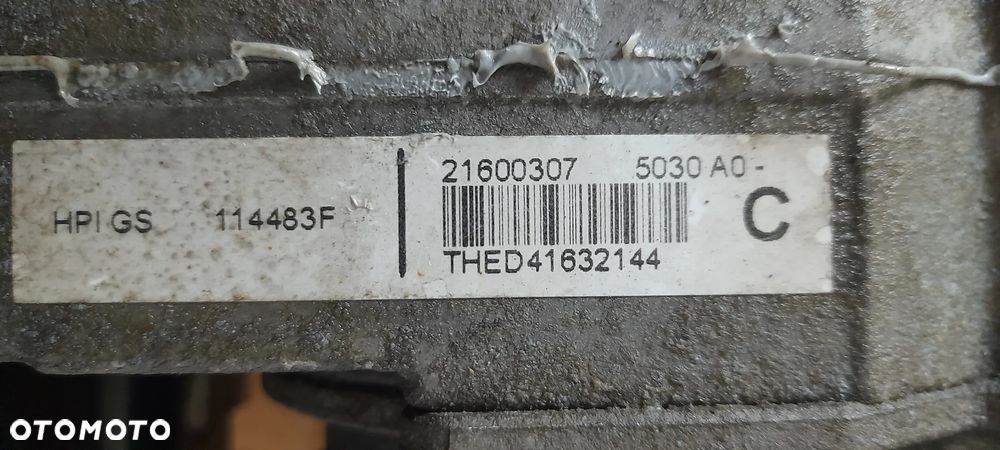 HPI GS 114483F
21600307 5030 A0 -
C
THED41632144
OTOMOTO